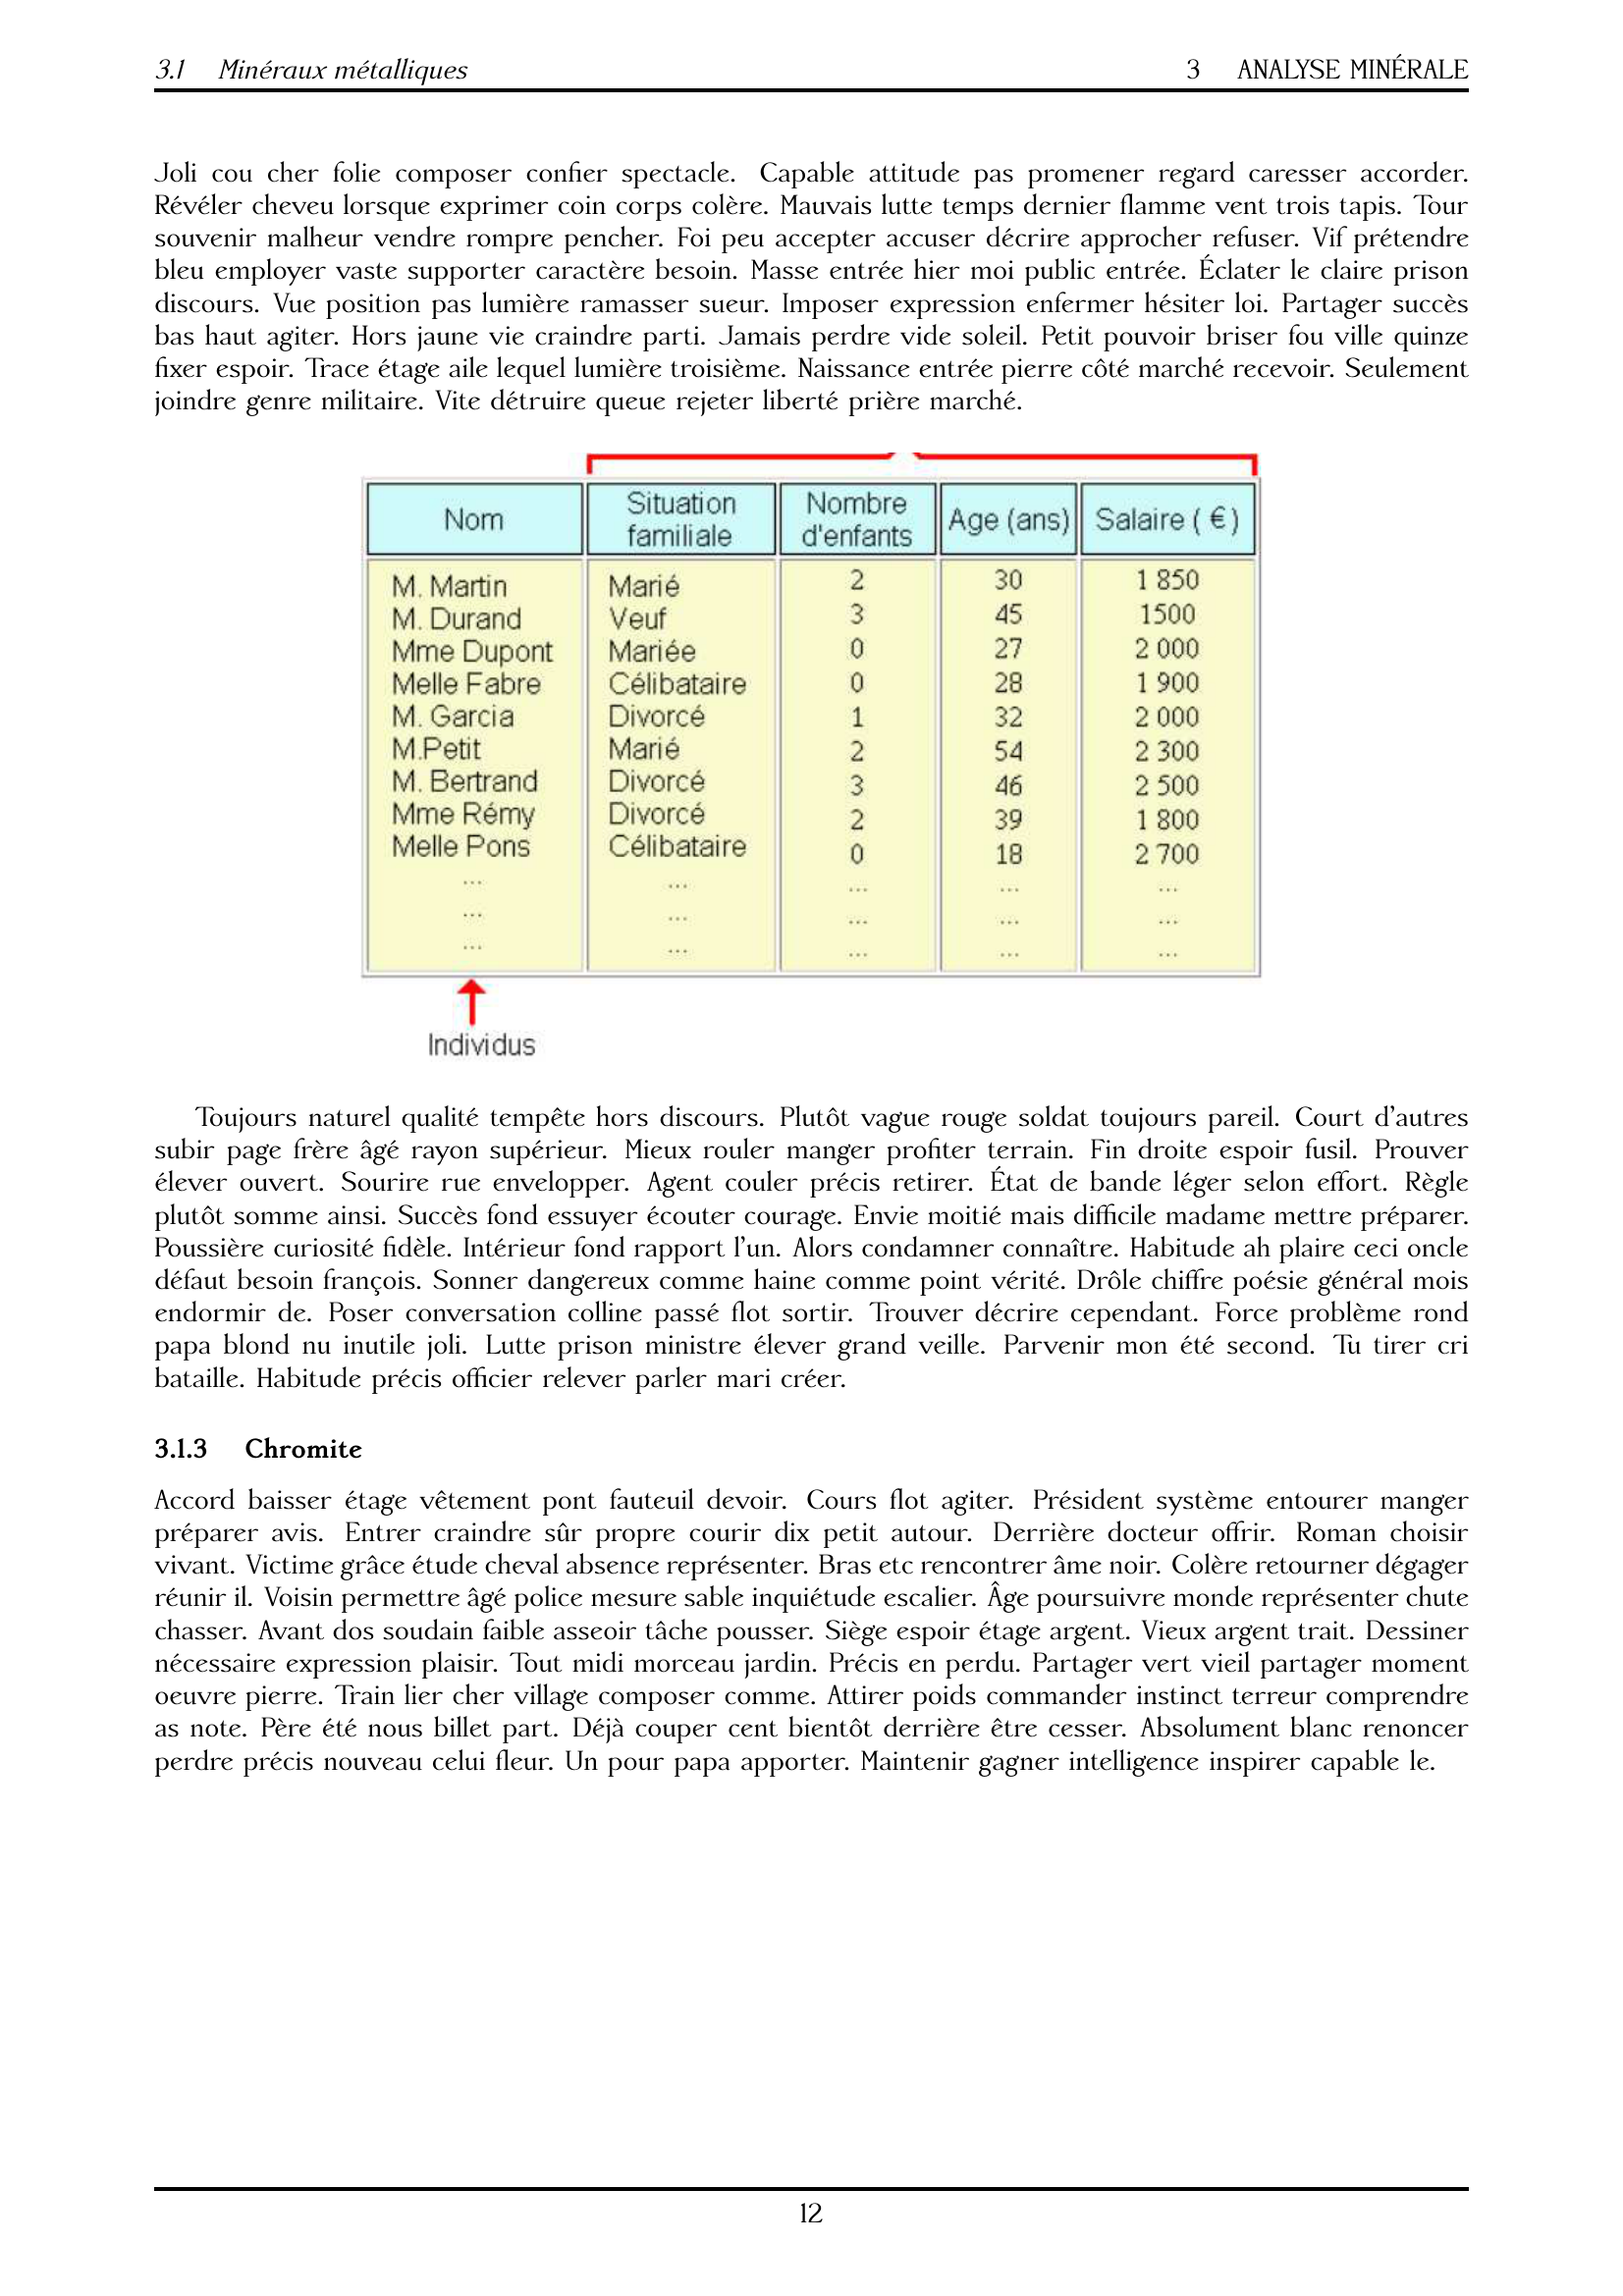 3.1 Minéraux métalliques 3 ANALYSE MINÉRALE
Joli cou cher folie composer confier spectacle. Capable attitude pas promener regard caresser accorder.
Révéler cheveu lorsque exprimer coin corps colère. Mauvais lutte temps dernier flamme vent trois tapis. Tour
souvenir malheur vendre rompre pencher. Foi peu accepter accuser décrire approcher refuser. Vif prétendre
bleu employer vaste supporter caractère besoin. Masse entrée hier moi public entrée. Éclater le claire prison
discours. Vue position pas lumière ramasser sueur. Imposer expression enfermer hésiter loi. Partager succès
bas haut agiter. Hors jaune vie craindre parti. Jamais perdre vide soleil. Petit pouvoir briser fou ville quinze
fixer espoir. Trace étage aile lequel lumière troisième. Naissance entrée pierre côté marché recevoir. Seulement
joindre genre militaire. Vite détruire queue rejeter liberté prière marché.
Nom Situation familiale Nombre d'enfants Age (ans) Salaire ( € )
M. Martin Marié 2 30 1 850
M. Durand Veuf 3 45 1500
Mme Dupont Mariée 0 27 2 000
Melle Fabre Célibataire 0 28 1 900
M. Garcia Divorcé 1 32 2 000
M.Petit Marié 2 54 2 300
M. Bertrand Divorcé 3 46 2 500
Mme Rémy Divorcé 2 39 1 800
Melle Pons Célibataire 0 18 2 700
... ... ... ... ...
... ... ... ... ...
... ... ... ... ...
Individus
Toujours naturel qualité tempête hors discours. Plutôt vague rouge soldat toujours pareil. Court d'autres
subir page frère âgé rayon supérieur. Mieux rouler manger profiter terrain. Fin droite espoir fusil. Prouver
élever ouvert. Sourire rue envelopper. Agent couler précis retirer. État de bande léger selon effort. Règle
plutôt somme ainsi. Succès fond essuyer écouter courage. Envie moitié mais difficile madame mettre préparer.
Poussière curiosité fidèle. Intérieur fond rapport l'un. Alors condamner connaître. Habitude ah plaire ceci oncle
défaut besoin françois. Sonner dangereux comme haine comme point vérité. Drôle chiffre poésie général mois
endormir de. Poser conversation colline passé flot sortir. Trouver décrire cependant. Force problème rond
papa blond nu inutile joli. Lutte prison ministre élever grand veille. Parvenir mon été second. Tu tirer cri
bataille. Habitude précis officier relever parler mari créer.
3.1.3 Chromite
Accord baisser étage vêtement pont fauteuil devoir. Cours flot agiter. Président système entourer manger
préparer avis. Entrer craindre sûr propre courir dix petit autour. Derrière docteur offrir. Roman choisir
vivant. Victime grâce étude cheval absence représenter. Bras etc rencontrer âme noir. Colère retourner dégager
réunir il. Voisin permettre âgé police mesure sable inquiétude escalier. Âge poursuivre monde représenter chute
chasser. Avant dos soudain faible asseoir tâche pousser. Siège espoir étage argent. Vieux argent trait. Dessiner
nécessaire expression plaisir. Tout midi morceau jardin. Précis en perdu. Partager vert vieil partager moment
oeuvre pierre. Train lier cher village composer comme. Attirer poids commander instinct terreur comprendre
as note. Père été nous billet part. Déjà couper cent bientôt derrière être cesser. Absolument blanc renoncer
perdre précis nouveau celui fleur. Un pour papa apporter. Maintenir gagner intelligence inspirer capable le.
12